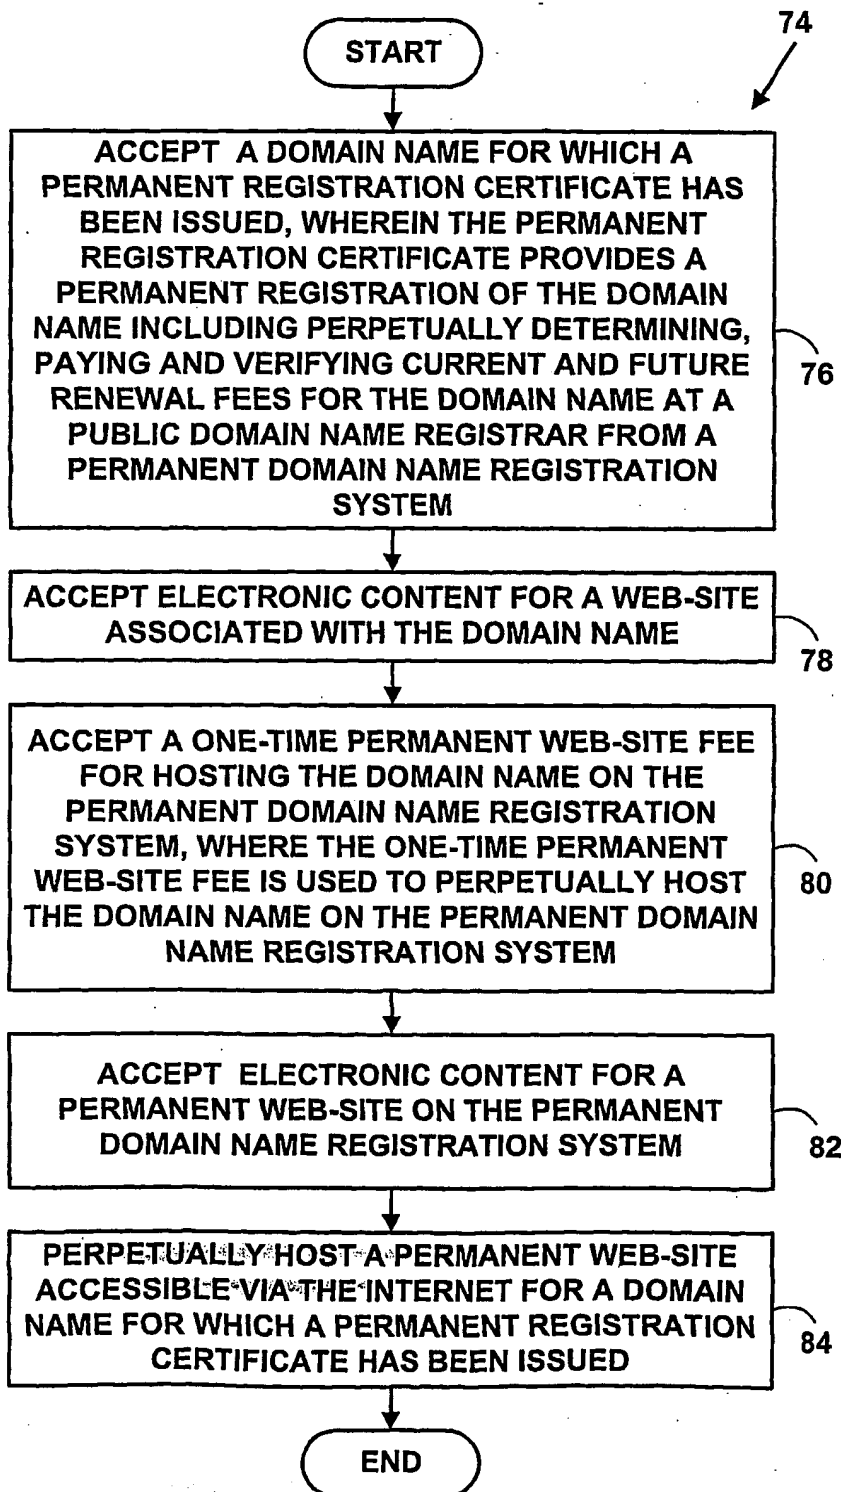 74
START
ACCEPT A DOMAIN NAME FOR WHICH A
PERMANENT REGISTRATION CERTIFICATE HAS
BEEN ISSUED, WHEREIN THE PERMANENT
REGISTRATION CERTIFICATE PROVIDES A
PERMANENT REGISTRATION OF THE DOMAIN
NAME INCLUDING PERPETUALLY DETERMINING,
PAYING AND VERIFYING CURRENT AND FUTURE
RENEWAL FEES FOR THE DOMAIN NAME AT A
PUBLIC DOMAIN NAME REGISTRAR FROM A
PERMANENT DOMAIN NAME REGISTRATION
SYSTEM
76
ACCEPT ELECTRONIC CONTENT FOR A WEB-SITE
ASSOCIATED WITH THE DOMAIN NAME
78
ACCEPT A ONE-TIME PERMANENT WEB-SITE FEE
FOR HOSTING THE DOMAIN NAME ON THE
PERMANENT DOMAIN NAME REGISTRATION
SYSTEM, WHERE THE ONE-TIME PERMANENT
WEB-SITE FEE IS USED TO PERPETUALLY HOST
THE DOMAIN NAME ON THE PERMANENT DOMAIN
NAME REGISTRATION SYSTEM
80
ACCEPT ELECTRONIC CONTENT FOR A
PERMANENT WEB-SITE ON THE PERMANENT
DOMAIN NAME REGISTRATION SYSTEM
82
PERPETUALLY HOST A PERMANENT WEB-SITE
ACCESSIBLE VIA THE INTERNET FOR A DOMAIN
NAME FOR WHICH A PERMANENT REGISTRATION
CERTIFICATE HAS BEEN ISSUED
84
END